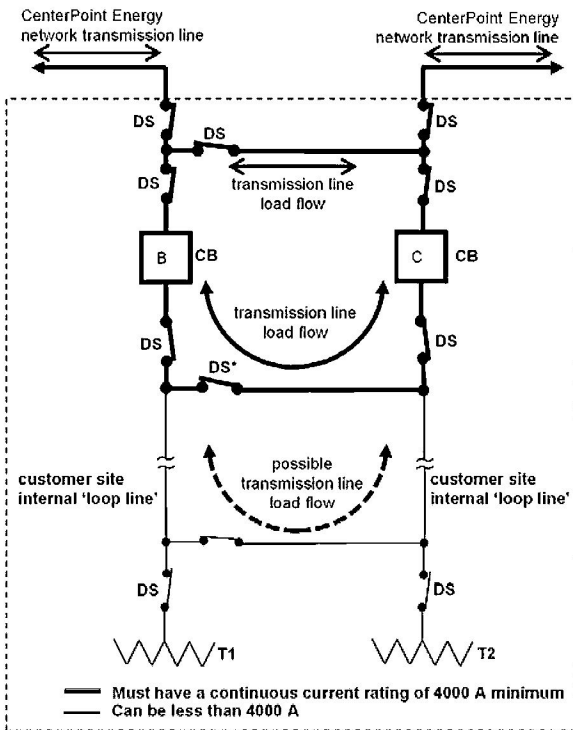 CenterPoint Energy
network transmission line
CenterPoint Energy
network transmission line
DS
DS
DS
DS
transmission line
load flow
DS
B
CB
C
CB
transmission line
load flow
DS
DS
DS*
customer site
internal 'loop line'
possible
transmission line
load flow
customer site
internal 'loop line'
DS
DS
T1
T2
Must have a continuous current rating of 4000 A minimum
Can be less than 4000 A